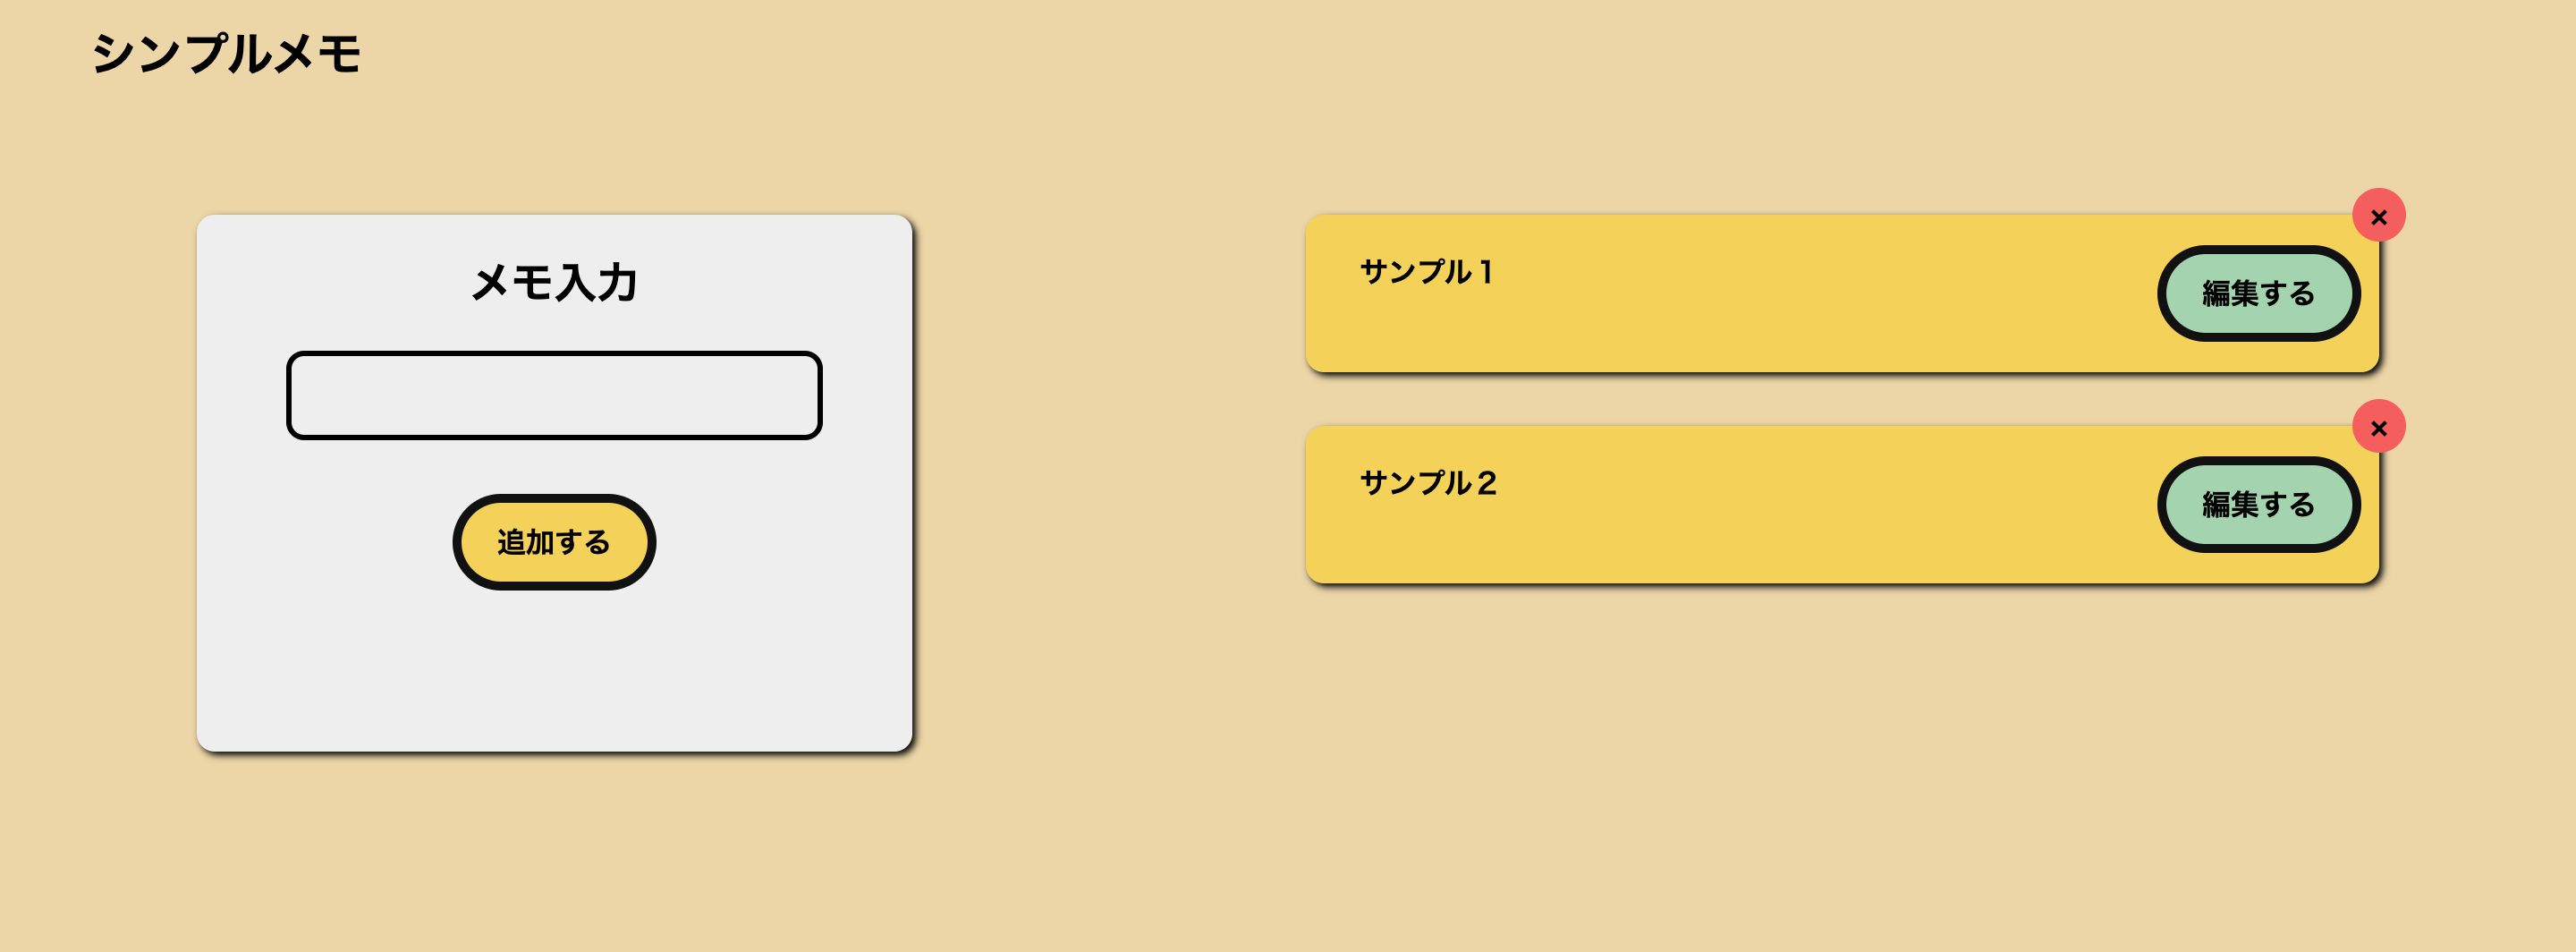 シンプルメモ
メモ入力
追加する
サンプル1
×
編集する
サンプル2
×
編集する